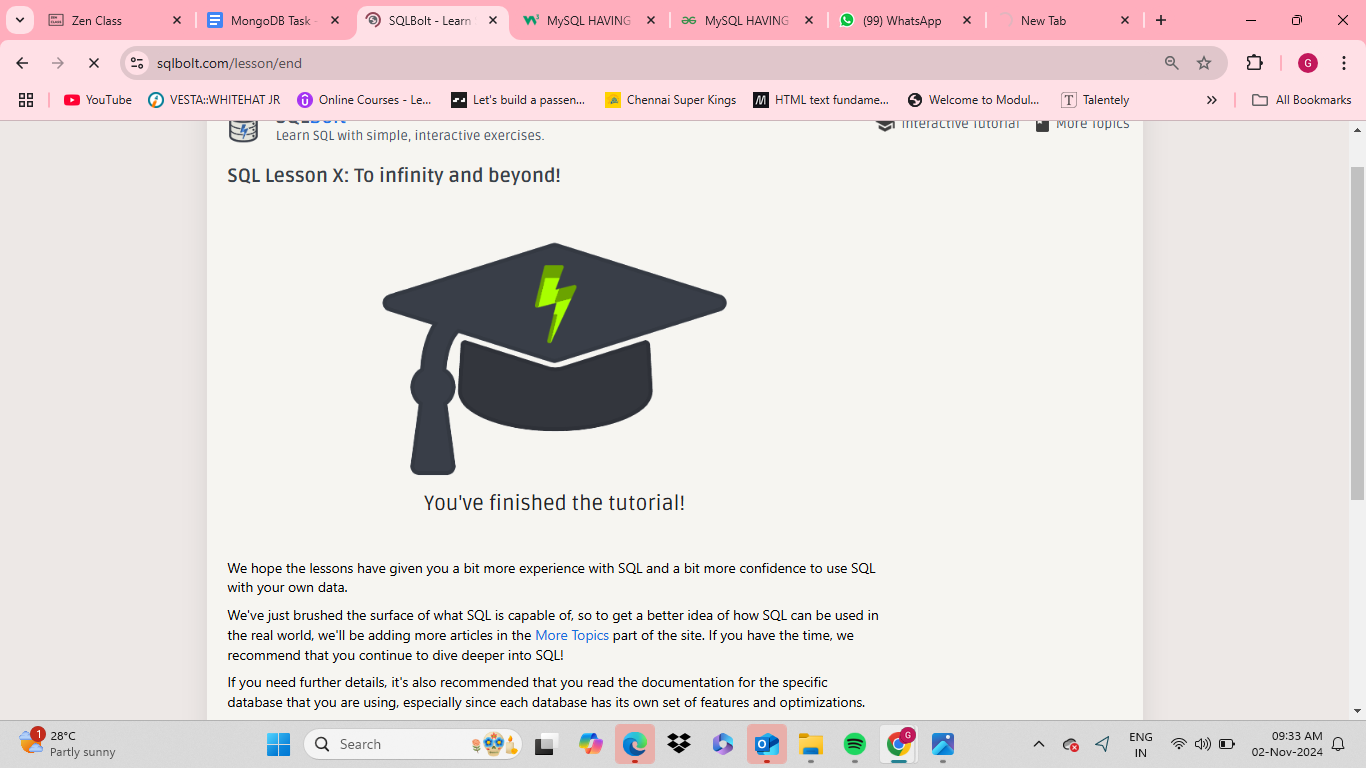 Zen Class
MongoDB Task -
SQLBolt - Learn S
MySQL HAVING
MySQL HAVING
(99) WhatsApp
New Tab
sqlbolt.com/lesson/end
G
YouTube
VESTA::WHITEHAT JR
Online Courses - Le...
Let's build a passen...
Chennai Super Kings
HTML text fundame...
Welcome to Modul...
Talentely
All Bookmarks
SQLBolt
Learn SQL with simple, interactive exercises.
Interactive Tutorial
More Topics
SQL Lesson X: To infinity and beyond!
You've finished the tutorial!
We hope the lessons have given you a bit more experience with SQL and a bit more confidence to use SQL
with your own data.
We've just brushed the surface of what SQL is capable of, so to get a better idea of how SQL can be used in
the real world, we'll be adding more articles in the More Topics part of the site. If you have the time, we
recommend that you continue to dive deeper into SQL!
If you need further details, it's also recommended that you read the documentation for the specific
database that you are using, especially since each database has its own set of features and optimizations.
1
28°C
Partly sunny
Search
G
ENG
IN
09:33 AM
02-Nov-2024